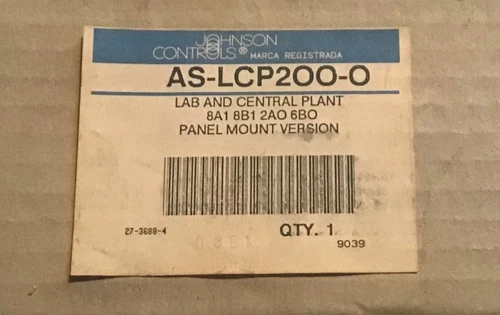 JOHNSON
CONTROLS® MARCA REGISTRADA
AS-LCP200-0
LAB AND CENTRAL PLANT
8A1 8B1 2AO 6BO
PANEL MOUNT VERSION
27-3688-4
QTY. 1
9039